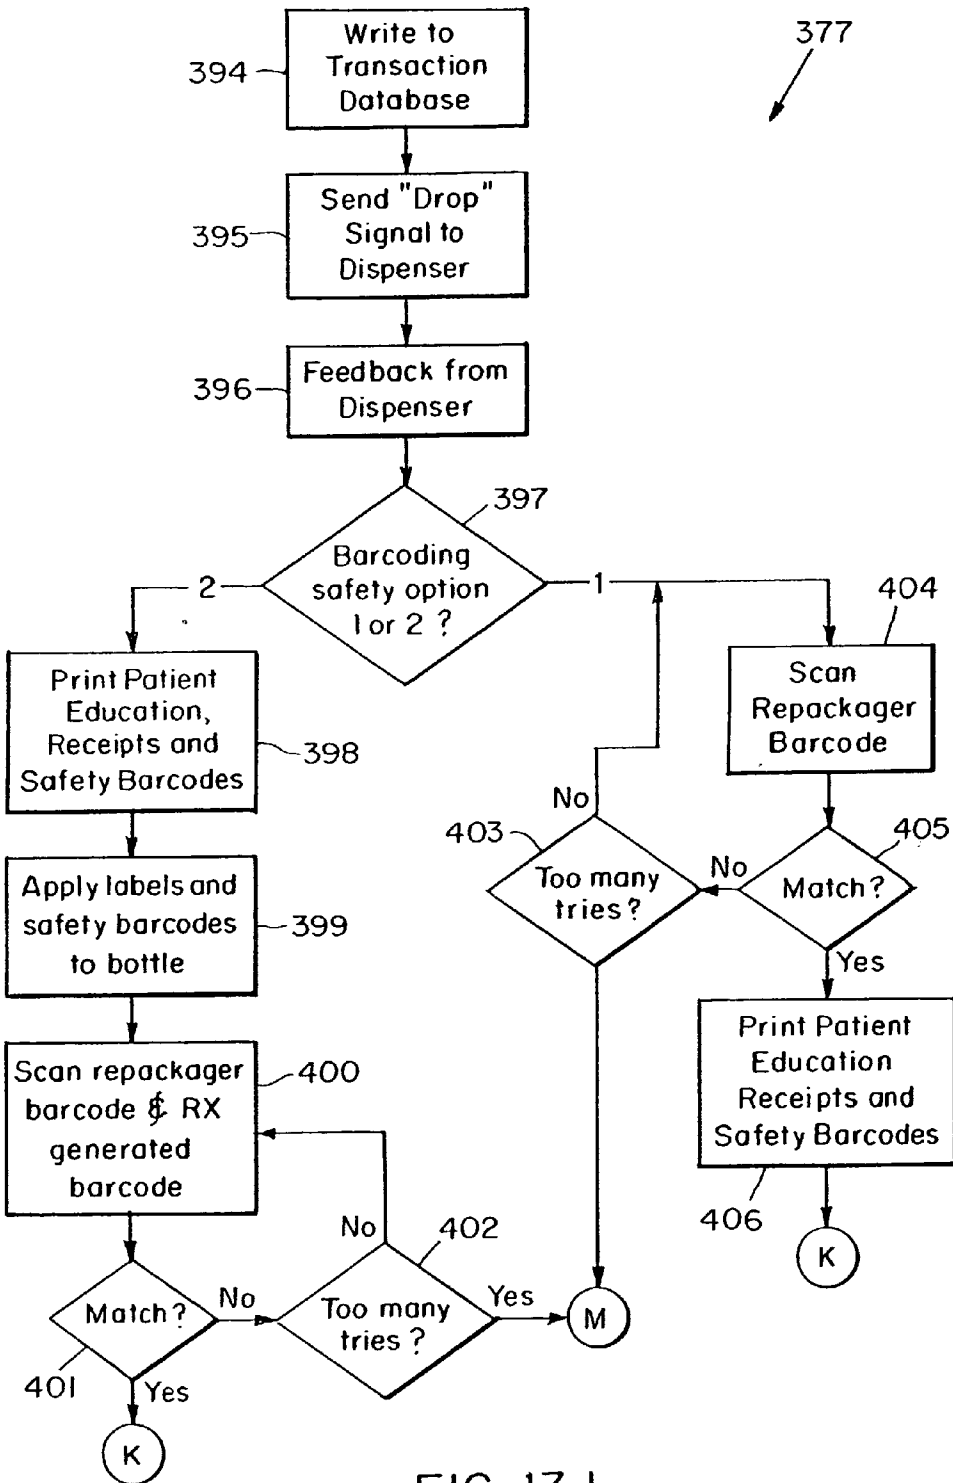 377
Write to
Transaction
Database
394
Send "Drop"
Signal to
Dispenser
395
Feedback from
Dispenser
396
397
Barcoding
safety option
1 or 2 ?
2
1
Print Patient
Education,
Receipts and
Safety Barcodes
398
Apply labels and
safety barcodes
to bottle
399
Scan repackager
barcode & RX
generated
barcode
400
Match?
401
No
Yes
K
402
Too many
tries?
No
Yes
M
403
Too many
tries?
No
404
Scan
Repackager
Barcode
405
Match?
No
Yes
Print Patient
Education
Receipts and
Safety Barcodes
406
K